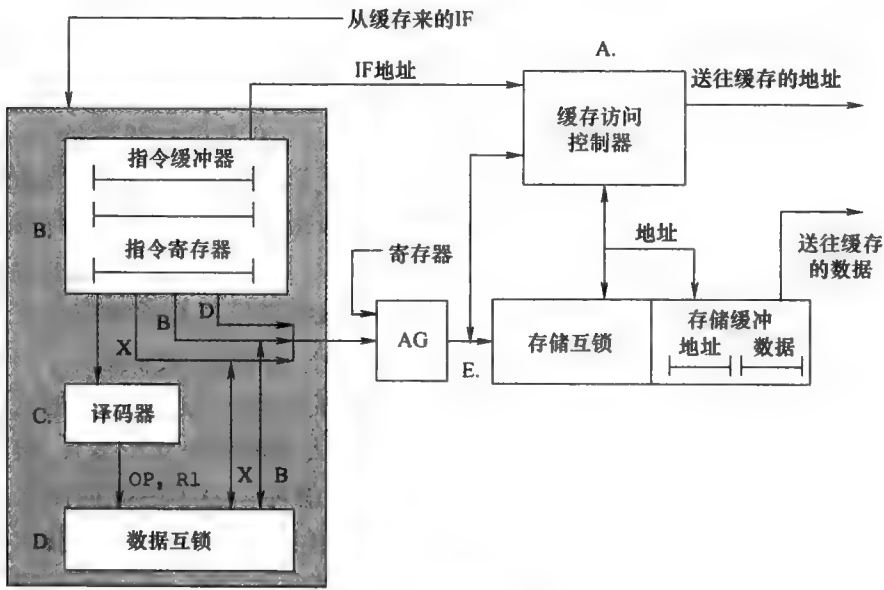 从缓存来的IF
A.
IF地址
送往缓存的地址
缓存访问
控制器
指令缓冲器
B.
指令寄存器
地址
送往缓存
的数据
寄存器
D
B
X
AG
存储互锁
存储缓冲
地址 数据
E.
C.
译码器
OP, R1
X
B
D.
数据互锁